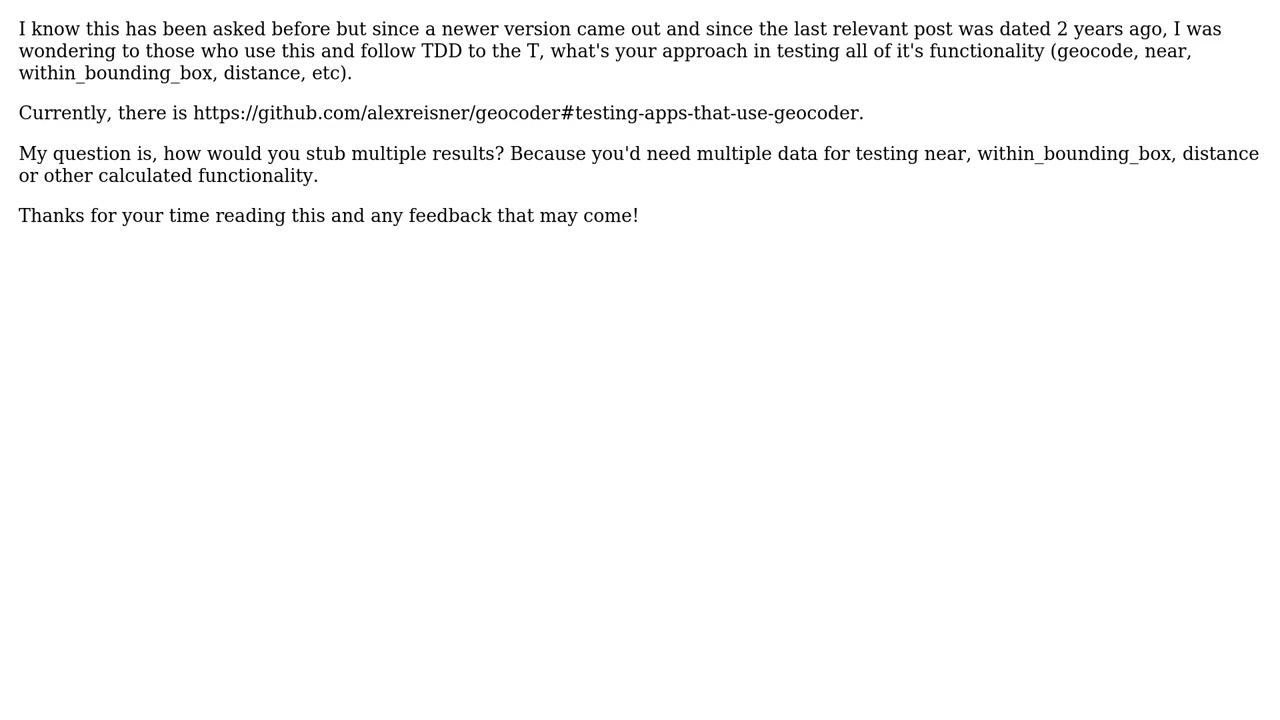 I know this has been asked before but since a newer version came out and since the last relevant post was dated 2 years ago, I was
wondering to those who use this and follow TDD to the T, what's your approach in testing all of it's functionality (geocode, near,
within_bounding_box, distance, etc).
Currently, there is https://github.com/alexreisner/geocoder#testing-apps-that-use-geocoder.
My question is, how would you stub multiple results? Because you'd need multiple data for testing near, within_bounding_box, distance
or other calculated functionality.
Thanks for your time reading this and any feedback that may come!